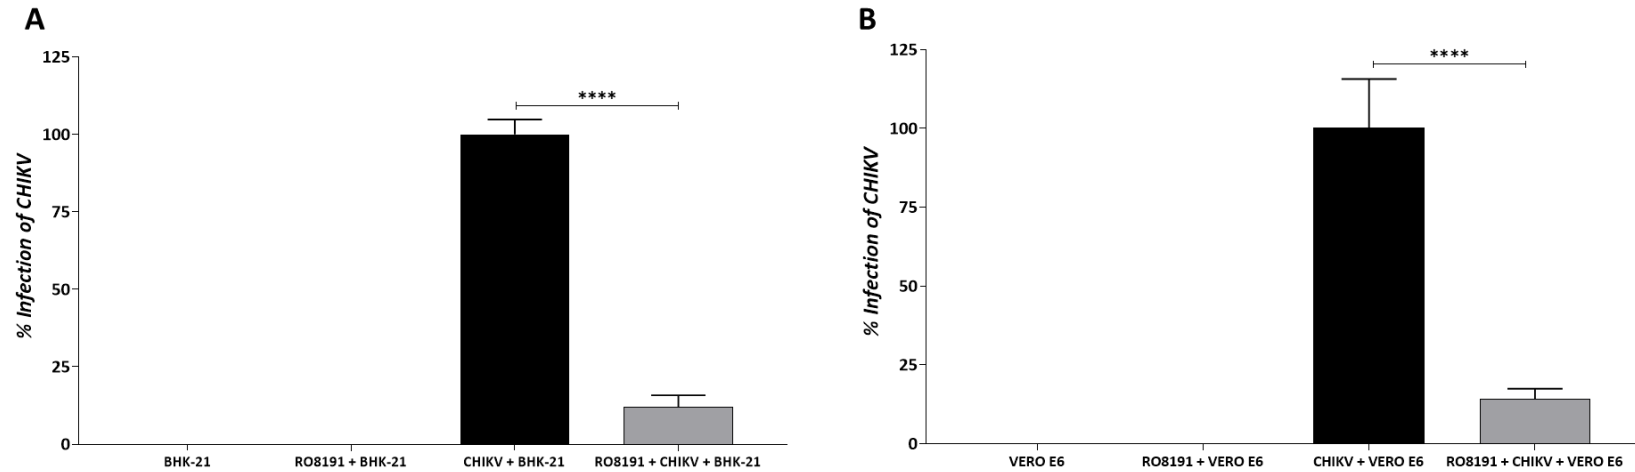 A
% Infection of CHIKV
125
100
75
50
25
0
****
BHK-21
RO8191 + BHK-21
CHIKV + BHK-21
RO8191 + CHIKV + BHK-21
B
% Infection of CHIKV
125
100
75
50
25
0
****
VERO E6
RO8191 + VERO E6
CHIKV + VERO E6
RO8191 + CHIKV + VERO E6